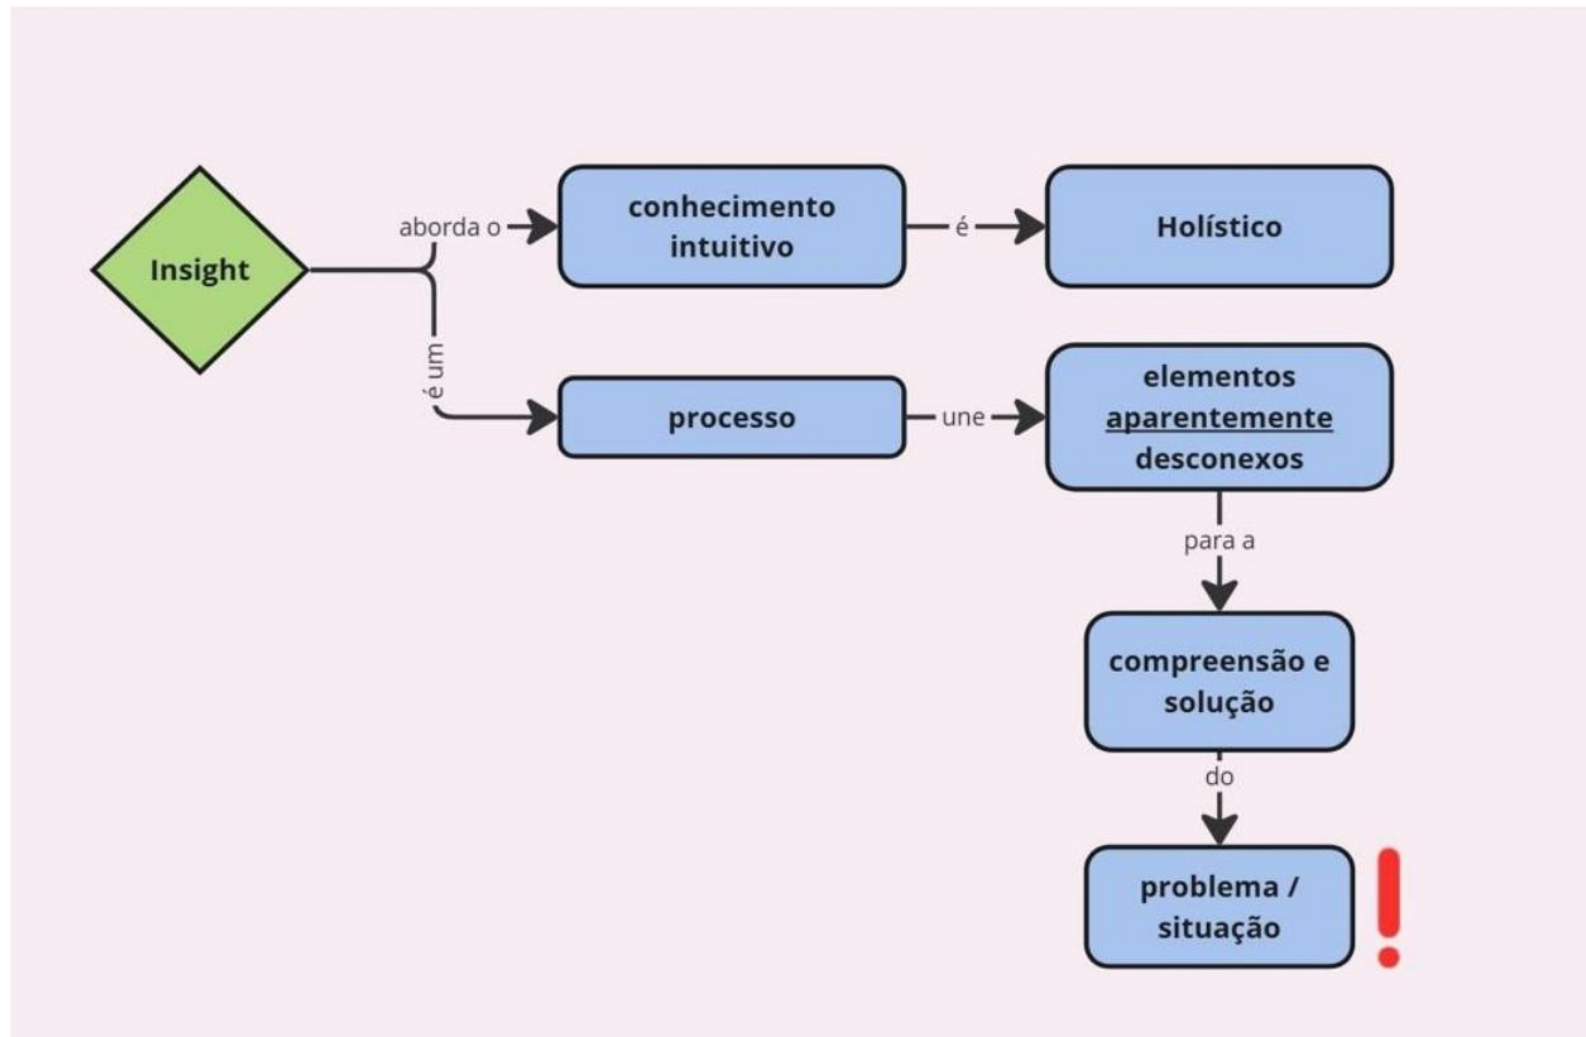 Insight
aborda o
conhecimento
intuitivo
é
Holístico
é um
processo
une
elementos
aparentemente
desconexos
para a
compreensão e
solução
do
problema /
situação
!